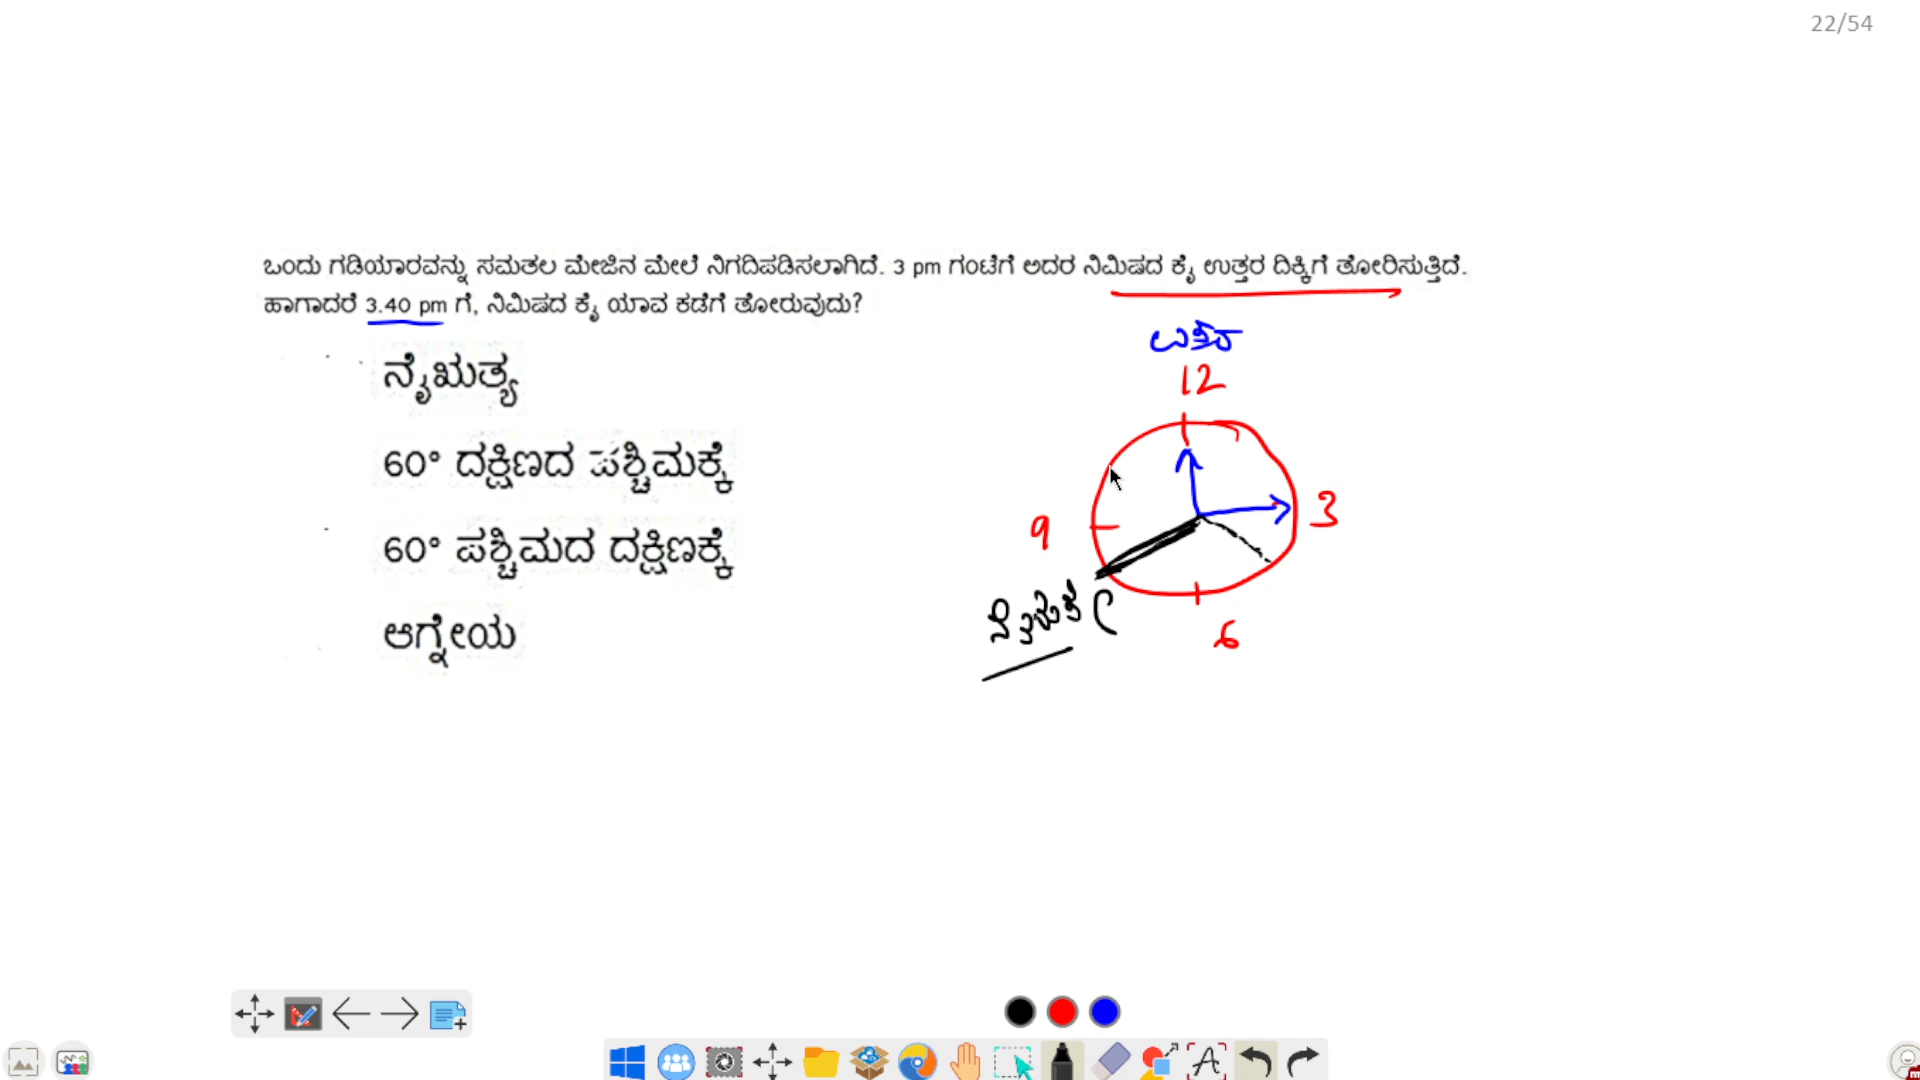 22/54
ಒಂದು ಗಡಿಯಾರವನ್ನು ಸಮತಲ ಮೇಜಿನ ಮೇಲೆ ನಿಗದಿಪಡಿಸಲಾಗಿದೆ. 3 pm ಗಂಟೆಗೆ ಅದರ ನಿಮಿಷದ ಕೈ ಉತ್ತರ ದಿಕ್ಕಿಗೆ ತೋರಿಸುತ್ತಿದೆ.
ಹಾಗಾದರೆ 3.40 pm ಗೆ, ನಿಮಿಷದ ಕೈ ಯಾವ ಕಡೆಗೆ ತೋರುವುದು?
ನೈಋತ್ಯ
60° ದಕ್ಷಿಣದ ಪಶ್ಚಿಮಕ್ಕೆ
60° ಪಶ್ಚಿಮದ ದಕ್ಷಿಣಕ್ಕೆ
ಆಗ್ನೇಯ
ಉತ್ತರ
12
9
3
6